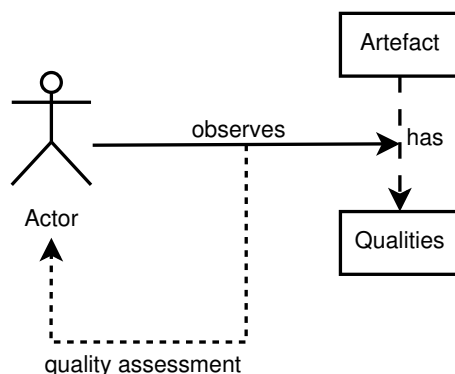 Artefact
observes
has
Actor
Qualities
quality assessment